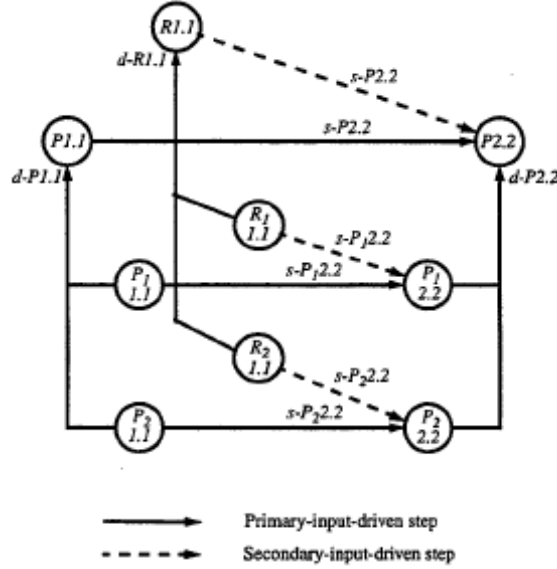 R1.1
d-R1.1
s-P2.2
P1.1
s-P2.2
P2.2
d-P1.1
d-P2.2
R₁
1.1
s-P₁2.2
P₁
1.1
s-P₁2.2
P₁
2.2
R₂
1.1
s-P₂2.2
P₂
1.1
s-P₂2.2
P₂
2.2
Primary-input-driven step
Secondary-input-driven step